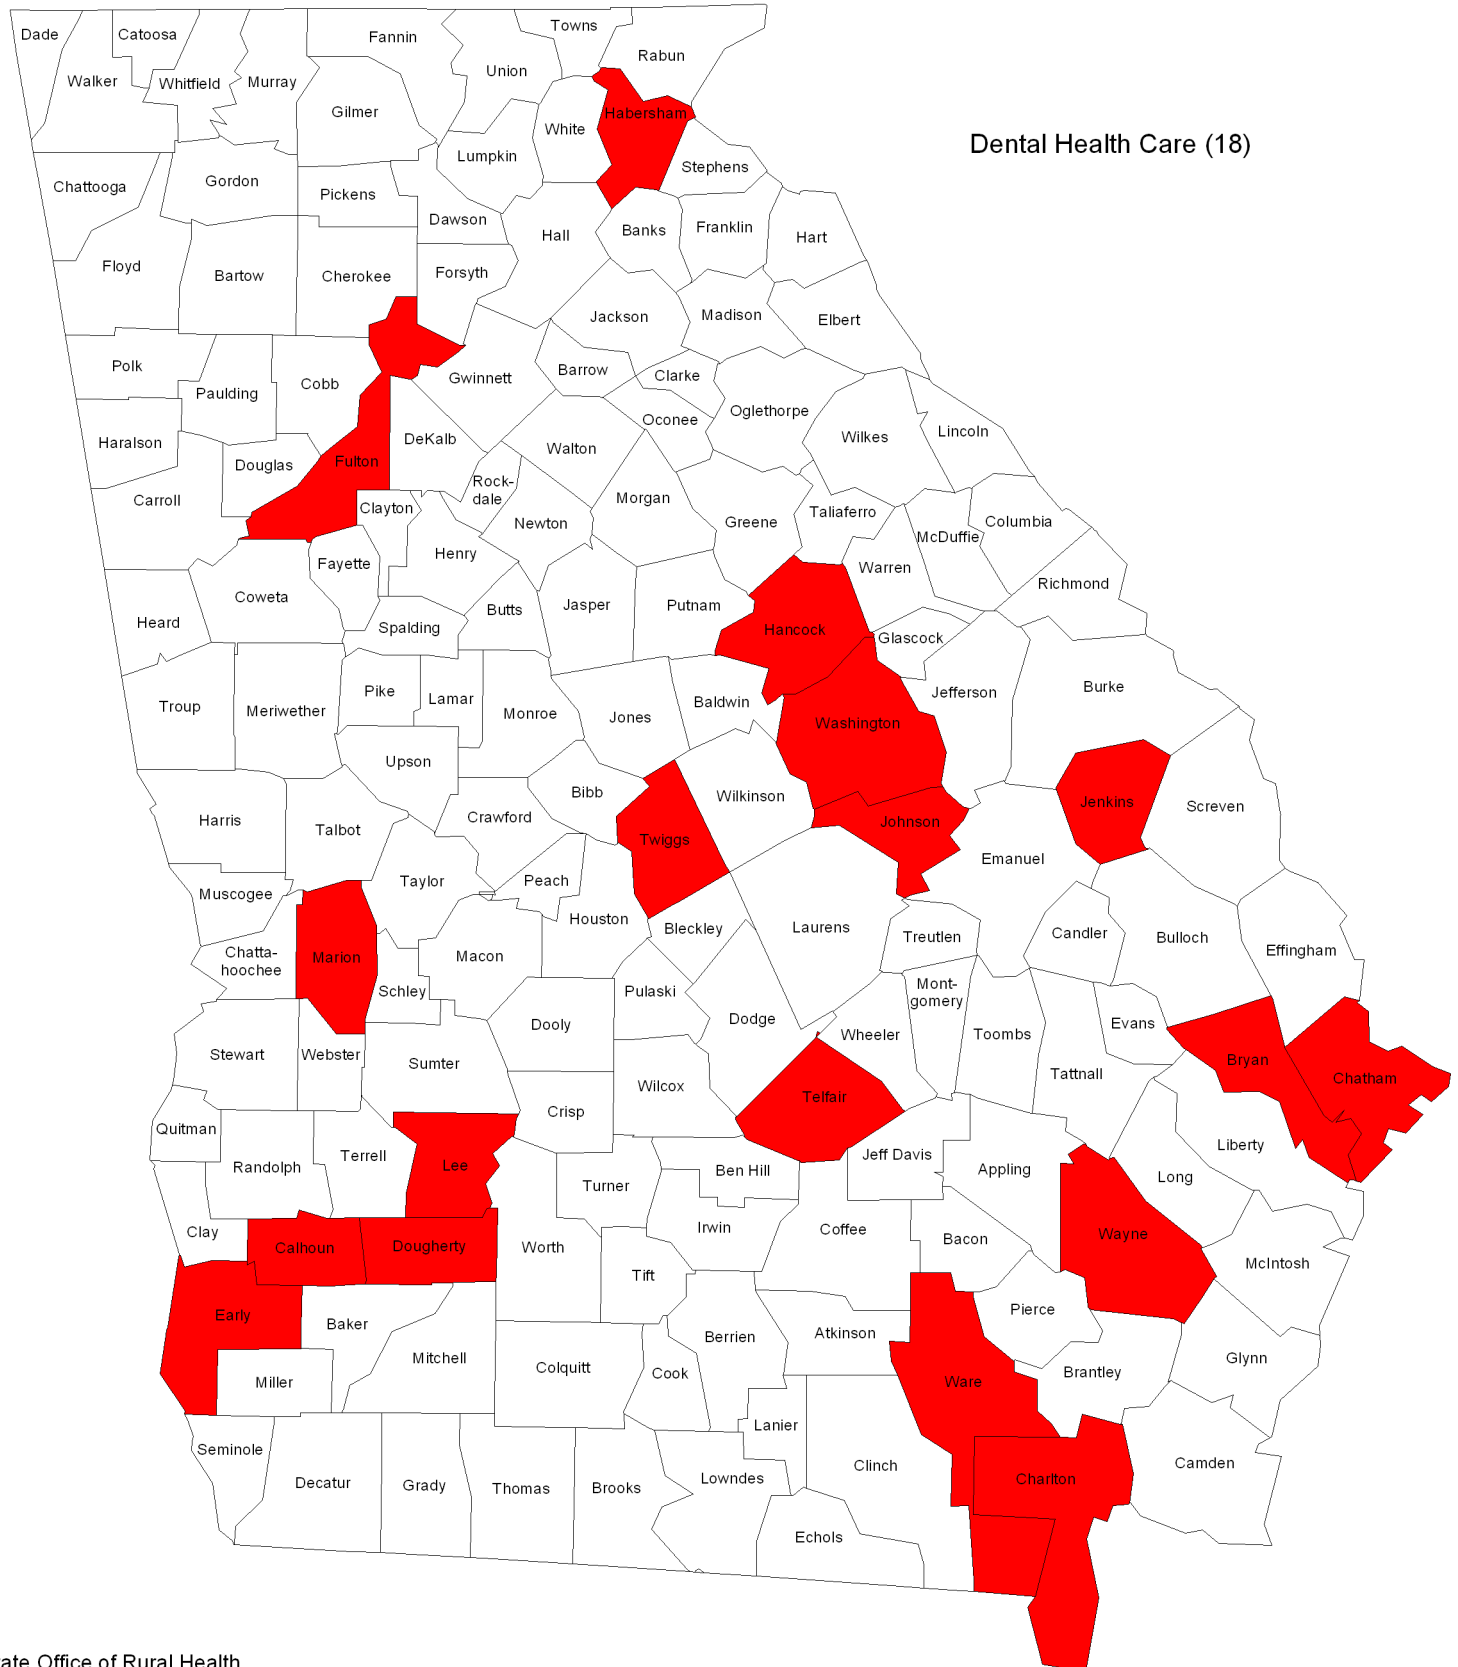 Dade
Catoosa
Fannin
Towns
Rabun
Union
Walker
Whitfield
Murray
Gilmer
Habersham
White
Dental Health Care (18)
Lumpkin
Stephens
Chattooga
Gordon
Pickens
Dawson
Hall
Banks
Franklin
Hart
Floyd
Bartow
Cherokee
Forsyth
Jackson
Madison
Elbert
Polk
Paulding
Cobb
Gwinnett
Barrow
Clarke
Oglethorpe
Oconee
Haralson
Douglas
Fulton
DeKalb
Walton
Wilkes
Lincoln
Carroll
Clayton
Rock-
dale
Newton
Morgan
Greene
Taliaferro
McDuffie
Columbia
Fayette
Henry
Warren
Richmond
Heard
Coweta
Spalding
Butts
Jasper
Putnam
Hancock
Glascock
Troup
Meriwether
Pike
Lamar
Monroe
Jones
Baldwin
Washington
Jefferson
Burke
Upson
Bibb
Wilkinson
Jenkins
Screven
Harris
Talbot
Crawford
Twiggs
Johnson
Emanuel
Muscogee
Taylor
Peach
Houston
Bleckley
Laurens
Treutlen
Candler
Bulloch
Effingham
Chatta-
hoochee
Marion
Schley
Macon
Pulaski
Mont-
gomery
Dooly
Dodge
Wheeler
Toombs
Evans
Stewart
Webster
Sumter
Wilcox
Telfair
Tattnall
Bryan
Chatham
Quitman
Randolph
Terrell
Lee
Crisp
Turner
Ben Hill
Jeff Davis
Appling
Long
Liberty
Clay
Calhoun
Dougherty
Worth
Irwin
Coffee
Bacon
Wayne
McIntosh
Tift
Early
Baker
Mitchell
Berrien
Atkinson
Pierce
Miller
Colquitt
Cook
Ware
Brantley
Glynn
Seminole
Decatur
Grady
Thomas
Brooks
Lowndes
Lanier
Clinch
Charlton
Camden
Echols
ate Office of Rural Health